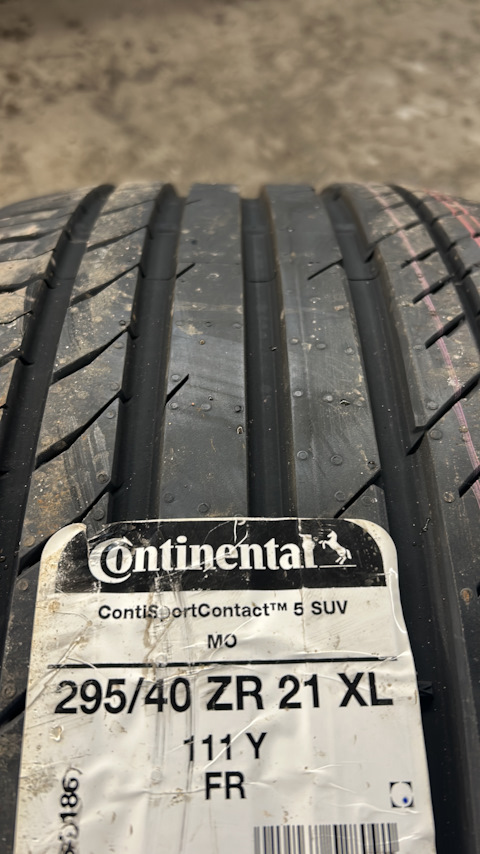 Continental
ContiSportContact™ 5 SUV
MO
295/40 ZR 21 XL
111 Y
FR